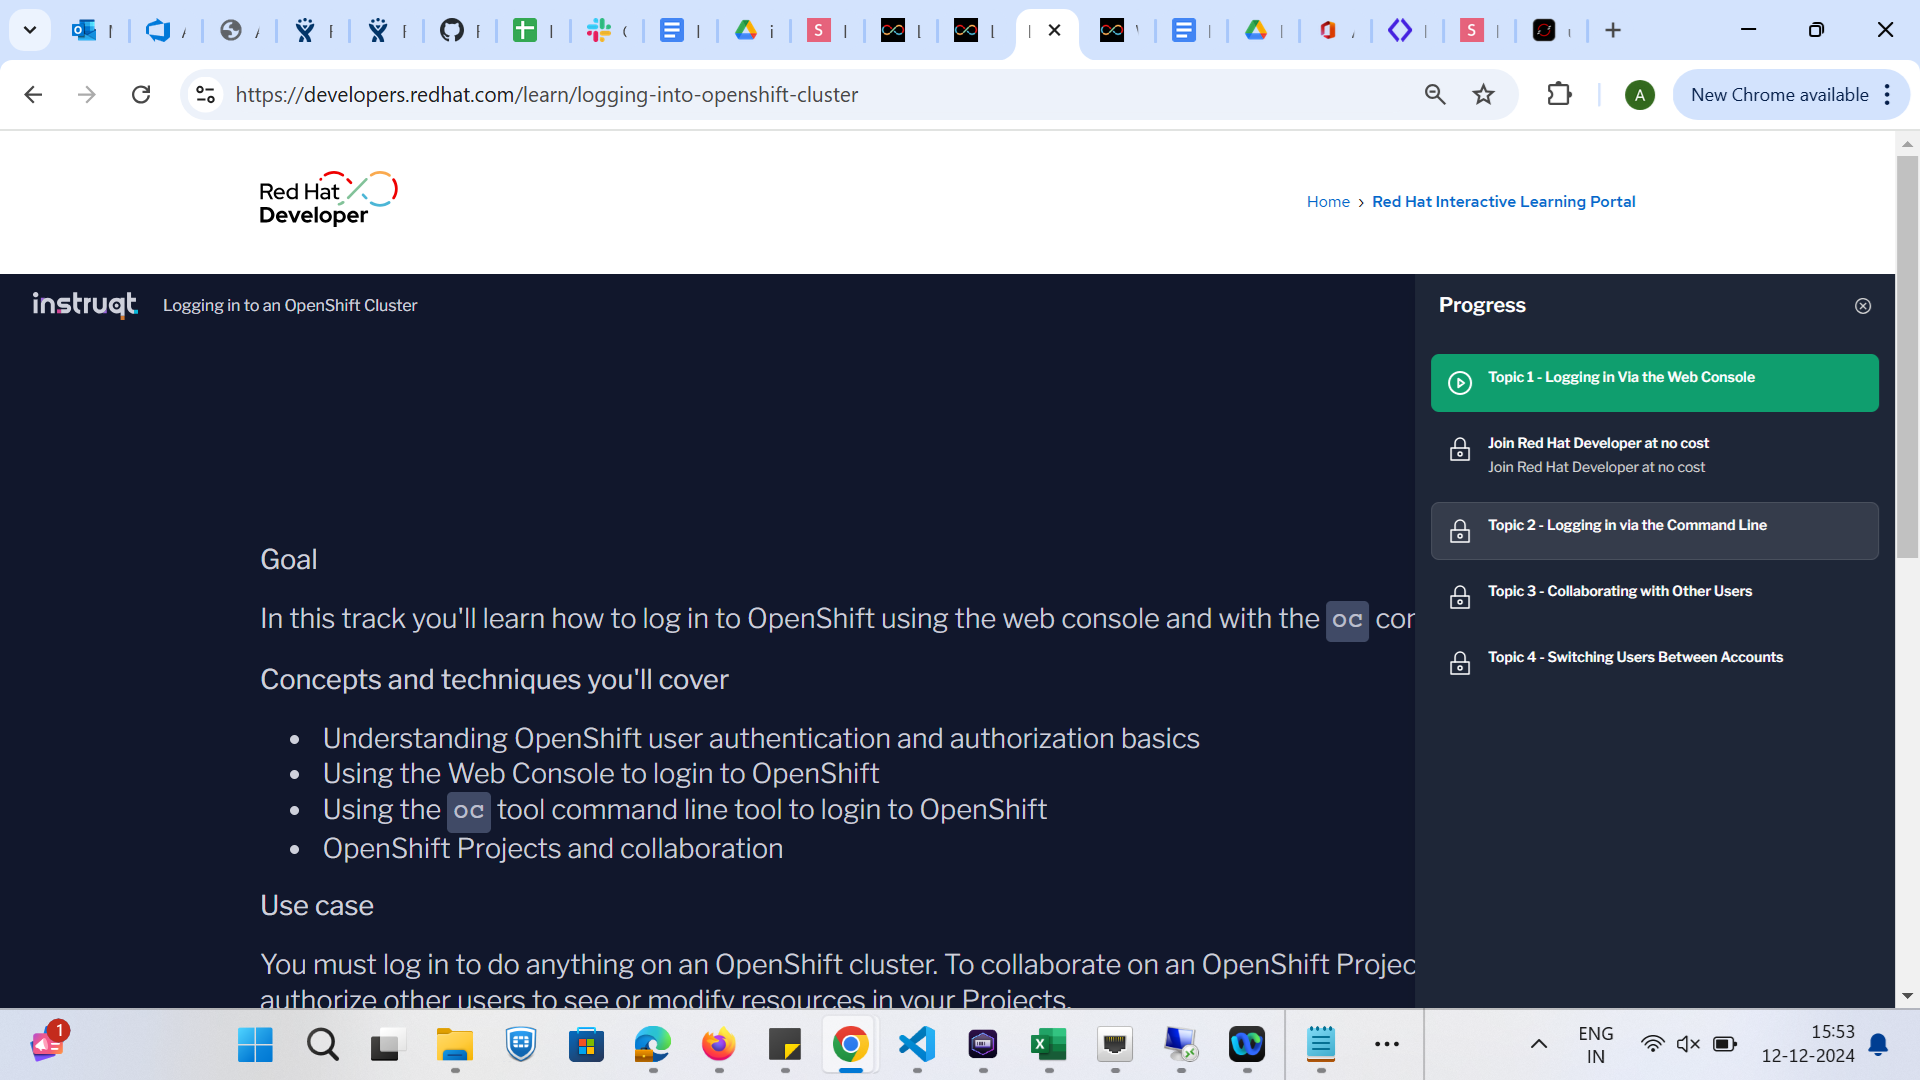 https://developers.redhat.com/learn/logging-into-openshift-cluster
A
New Chrome available
Red Hat
Developer
Home › Red Hat Interactive Learning Portal
instruqt
Logging in to an OpenShift Cluster
Progress
Topic 1 - Logging in Via the Web Console
Join Red Hat Developer at no cost
Join Red Hat Developer at no cost
Topic 2 - Logging in via the Command Line
Topic 3 - Collaborating with Other Users
Topic 4 - Switching Users Between Accounts
Goal
In this track you'll learn how to log in to OpenShift using the web console and with the oc
Concepts and techniques you'll cover
• Understanding OpenShift user authentication and authorization basics
• Using the Web Console to login to OpenShift
• Using the oc tool command line tool to login to OpenShift
• OpenShift Projects and collaboration
Use case
You must log in to do anything on an OpenShift cluster. To collaborate on an OpenShift Projec
authorize other users to see or modify resources in your Projects.
1
ENG
IN
15:53
12-12-2024